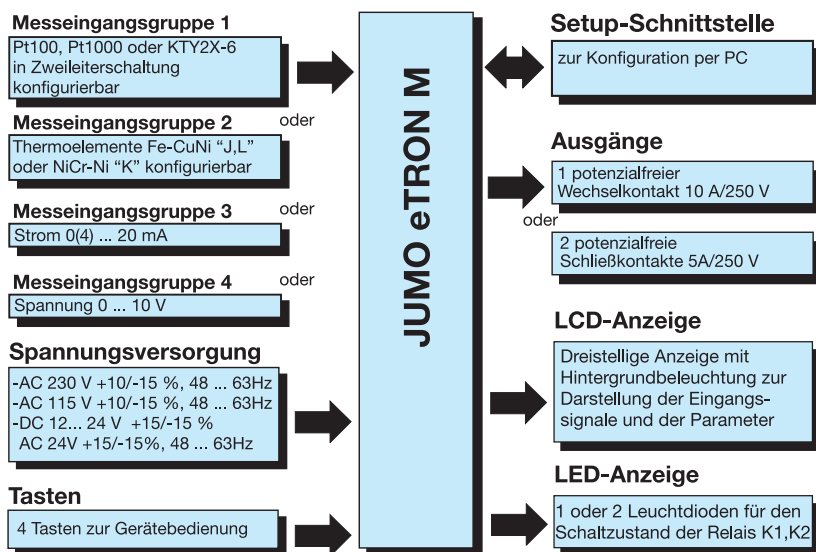 Messeingangsgruppe 1
Pt100, Pt1000 oder KTY2X-6
in Zweileiterschaltung
konfigurierbar
Messeingangsgruppe 2
oder
Thermoelemente Fe-CuNi “J,L”
oder NiCr-Ni “K” konfigurierbar
Messeingangsgruppe 3
oder
Strom 0(4) ... 20 mA
Messeingangsgruppe 4
oder
Spannung 0 ... 10 V
Spannungsversorgung
-AC 230 V +10/-15 %, 48 ... 63Hz
-AC 115 V +10/-15 %, 48 ... 63Hz
-DC 12... 24 V +15/-15 %
AC 24V +15/-15%, 48 ... 63Hz
Tasten
4 Tasten zur Gerätebedienung
JUMO eTRON M
Setup-Schnittstelle
zur Konfiguration per PC
Ausgänge
1 potenzialfreier
Wechselkontakt 10 A/250 V
oder
2 potenzialfreie
Schließkontakte 5A/250 V
LCD-Anzeige
Dreistellige Anzeige mit
Hintergrundbeleuchtung zur
Darstellung der Eingangs-
signale und der Parameter
LED-Anzeige
1 oder 2 Leuchtdioden für den
Schaltzustand der Relais K1,K2